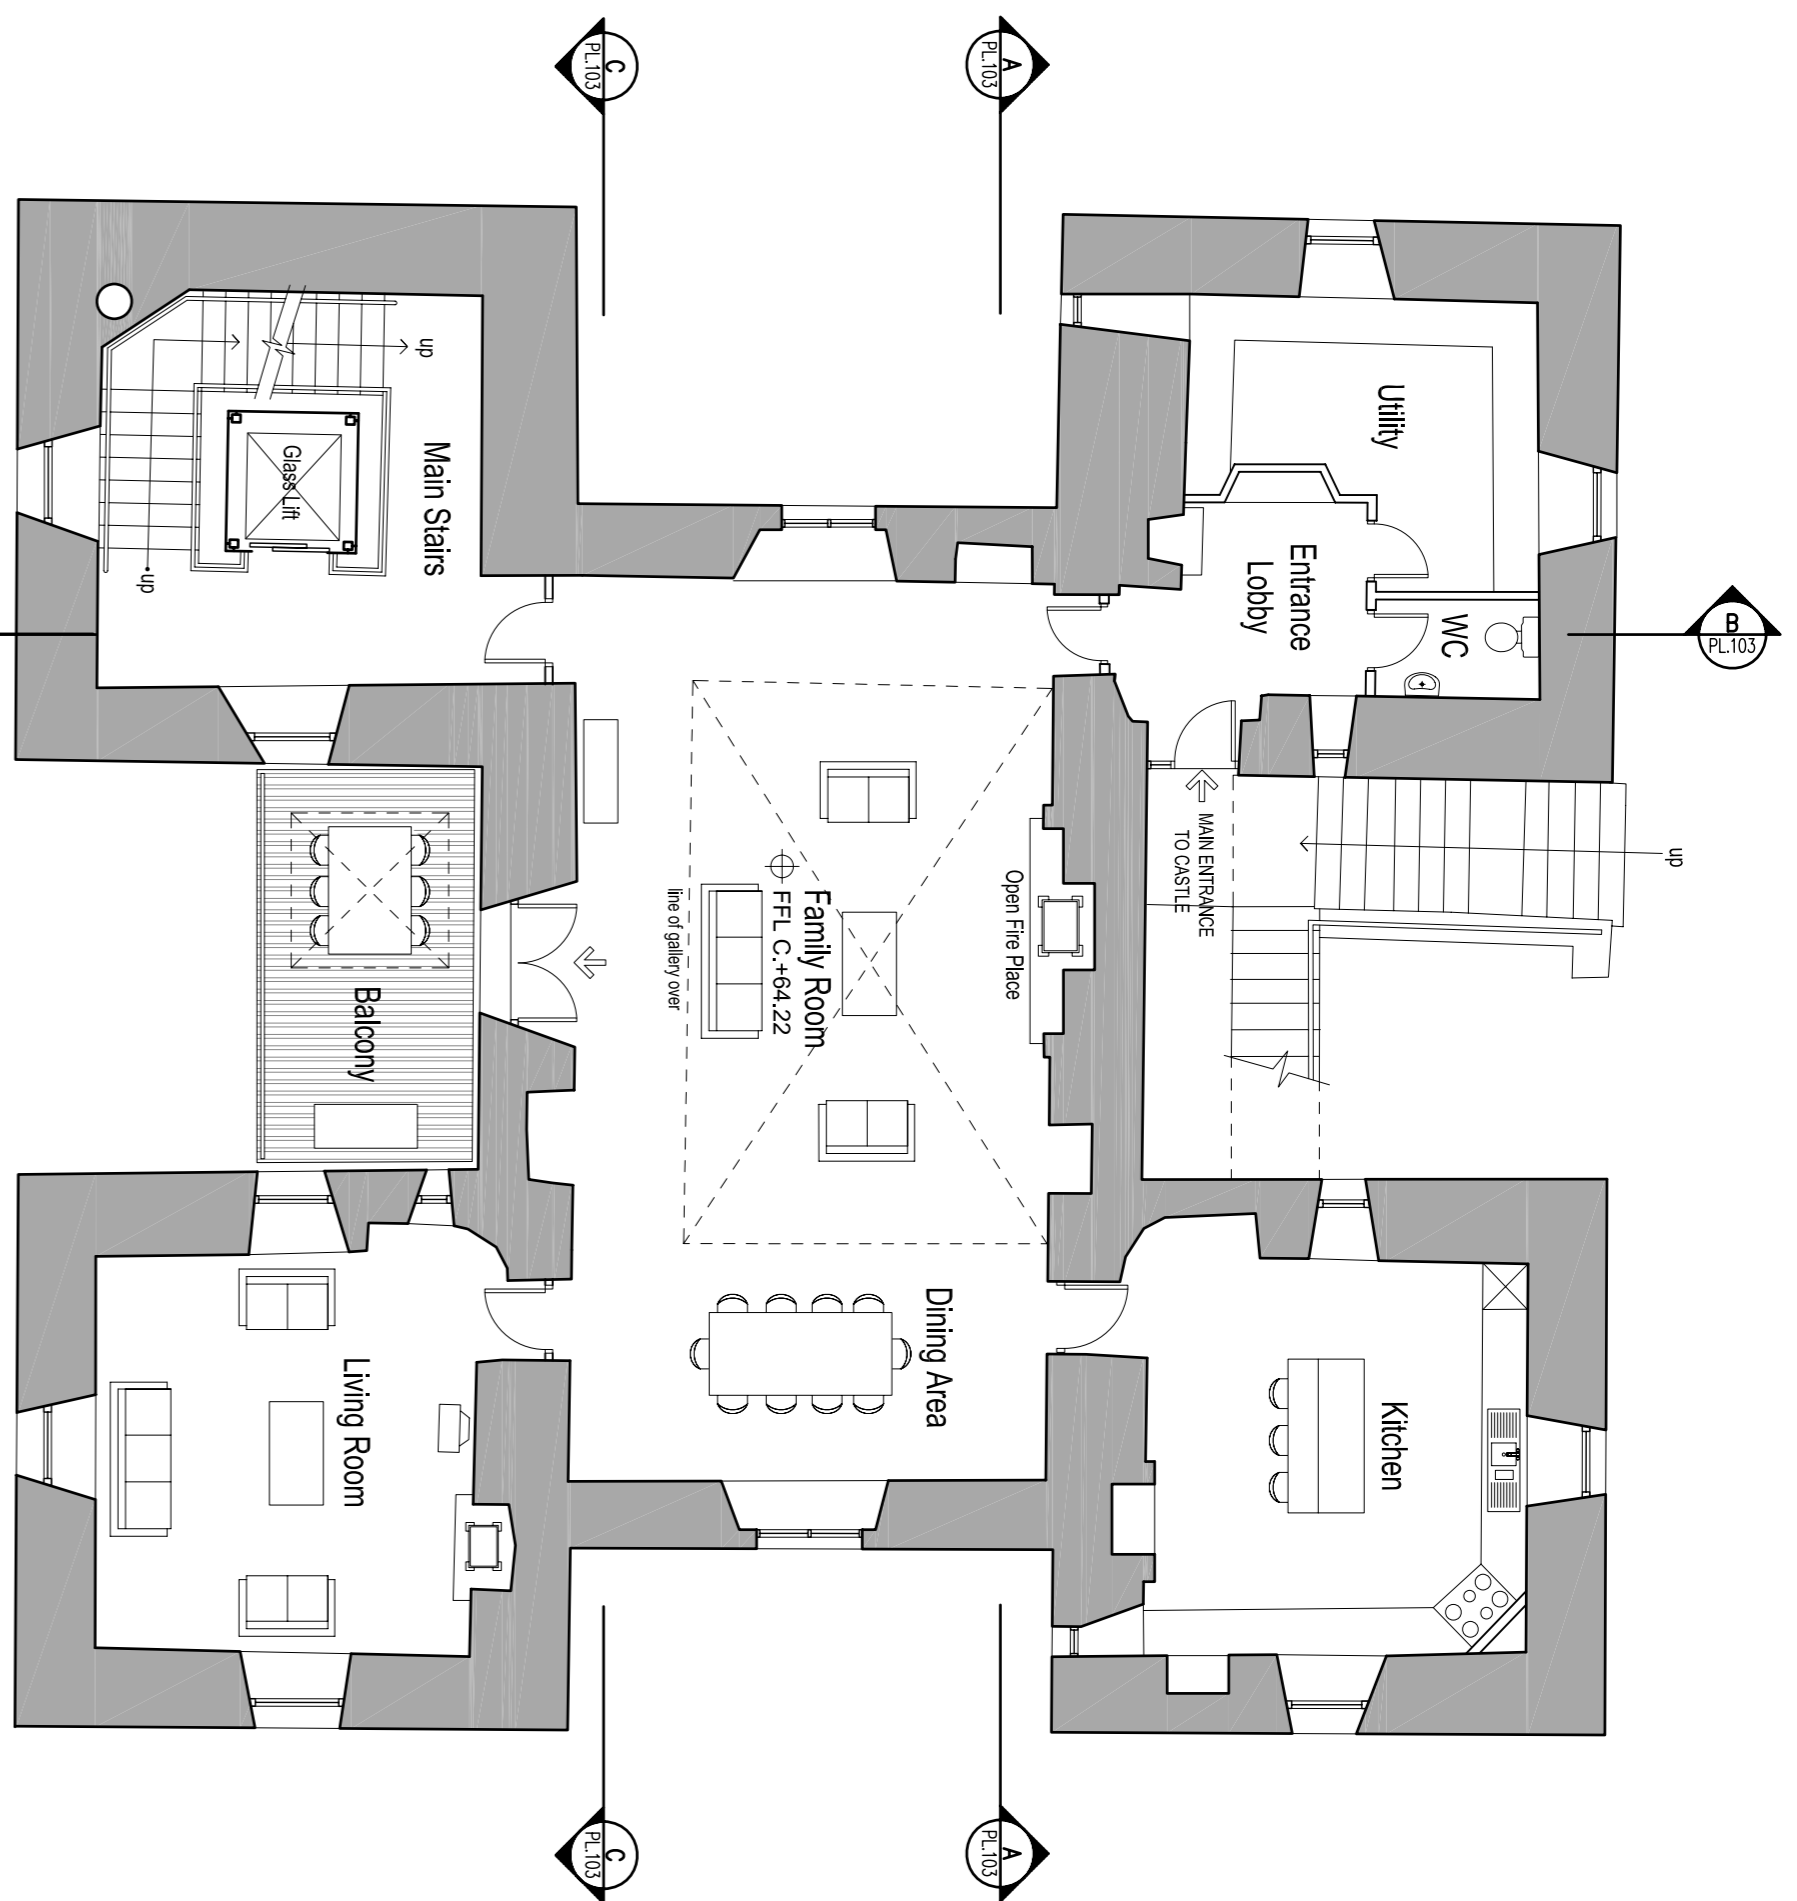 C
PL.103
A
PL.103
Utility
up
Main Stairs
Glass Lift
up
Entrance
Lobby
WC
B
PL.103
MAIN ENTRANCE
TO CASTLE
up
Open Fire Place
Family Room
FFL C.+64.22
line of gallery over
Balcony
Dining Area
Living Room
Kitchen
C
PL.103
A
PL.103